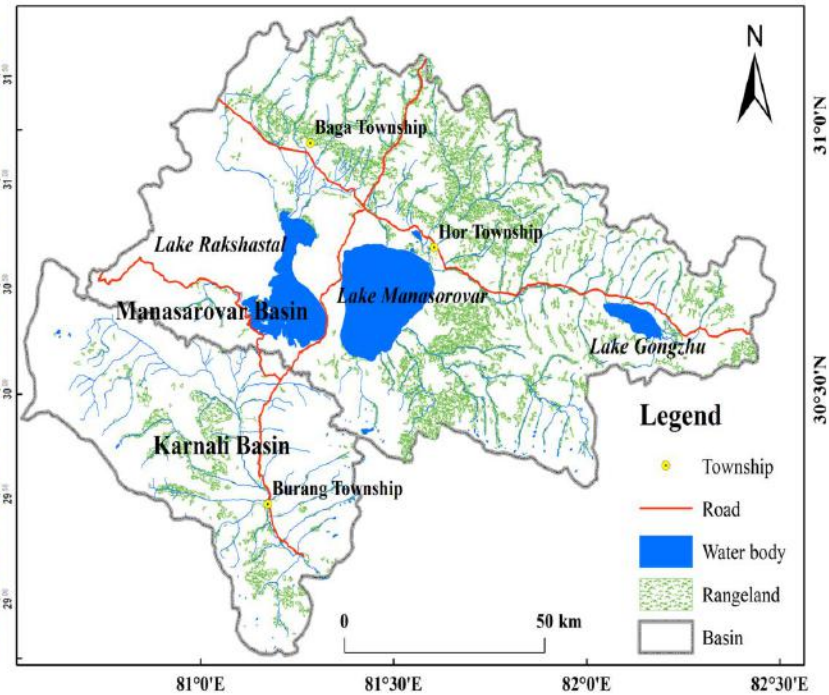 N
31°0'N
Baga Township
Hor Township
Lake Rakshastal
Lake Manasorovar
Manasarovar Basin
Lake Gongzhu
30°30'N
Karnali Basin
Burang Township
Legend
Township
Road
Water body
Rangeland
Basin
0 50 km
81°0'E 81°30'E 82°0'E 82°30'E